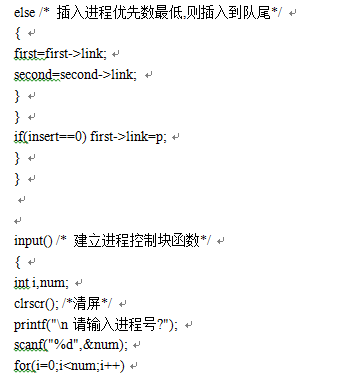 else /* 插入进程优先数最低,则插入到队尾*/
{
first=first->link;
second=second->link;
}
}
if(insert==0) first->link=p;
}
}
input() /* 建立进程控制块函数*/
{
int i,num;
clrscr(); /*清屏*/
printf("\n 请输入进程号?");
scanf("%d",&num);
for(i=0;i<num;i++)